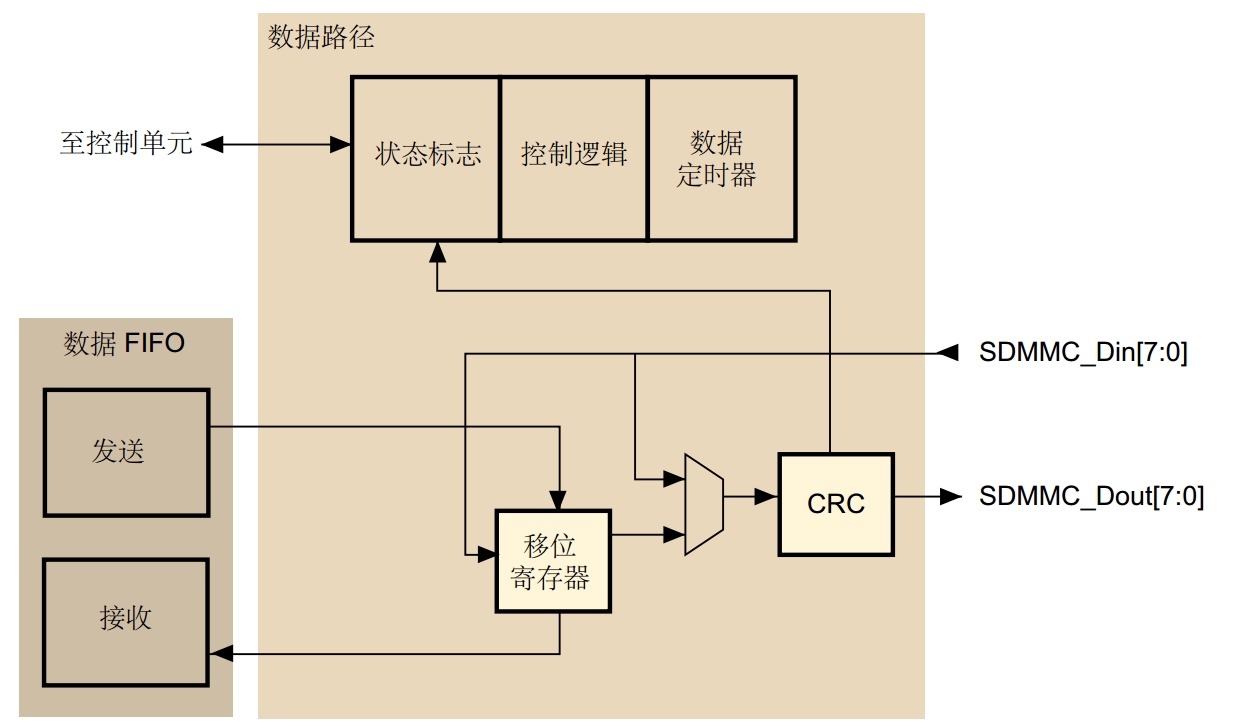 数据路径
至控制单元
状态标志
控制逻辑
数据
定时器
数据 FIFO
SDMMC_Din[7:0]
发送
SDMMC_Dout[7:0]
CRC
移位
寄存器
接收